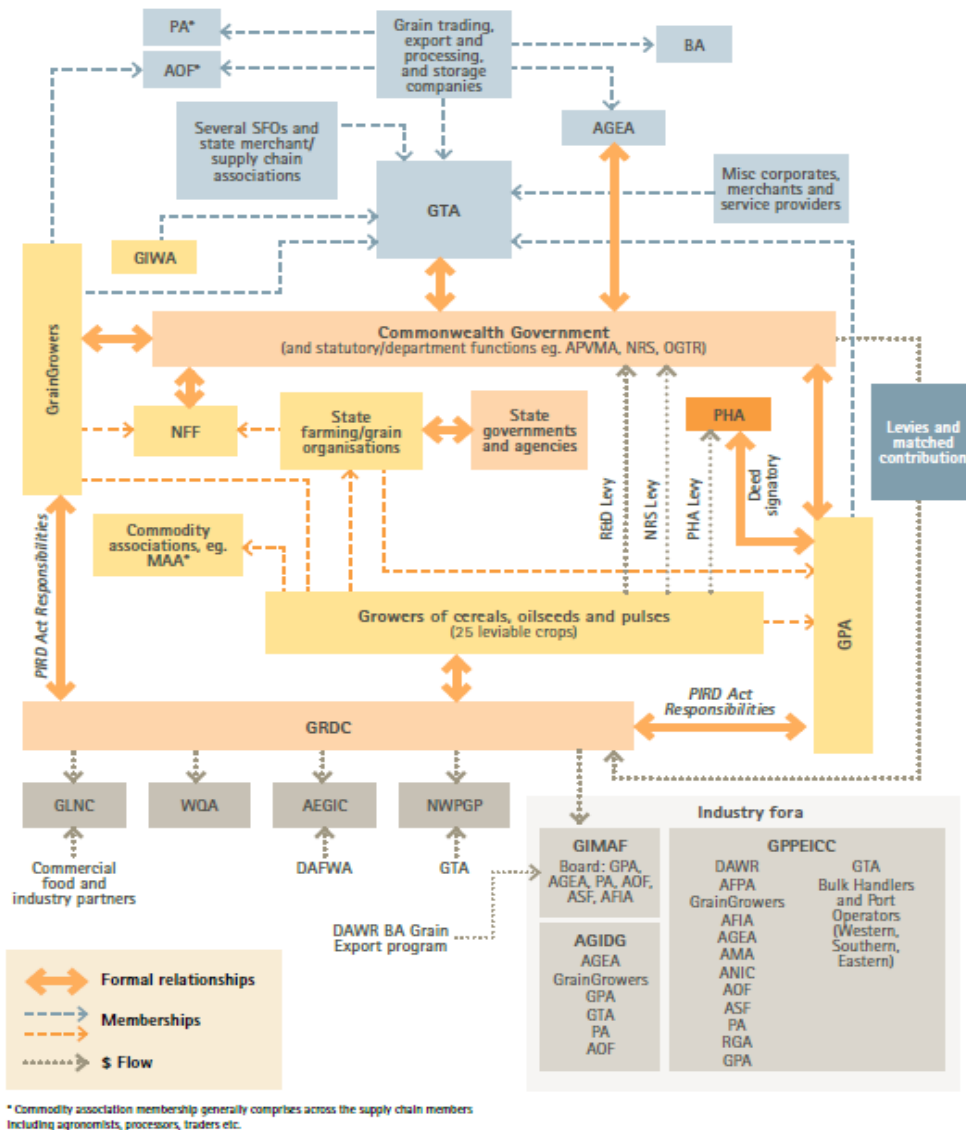 PA*
AOF*
Grain trading,
export and
processing,
and storage
companies
BA
AGEA
Several SFOs and
state merchant/
supply chain
associations
GTA
Misc corporates,
merchants and
service providers
GIWA
GrainGrowers
Commonwealth Government
(and statutory/department functions eg. APVMA, NRS, OGTR)
NFF
State
farming/grain
organisations
State
governments
and agencies
PHA
Levies and
matched
contribution
R&D Levy
NRS Levy
PHA Levy
Deed
signatory
Commodity
associations, eg.
MAA*
PIRD Act Responsibilities
Growers of cereals, oilseeds and pulses
(25 leviable crops)
GPA
PIRD Act
Responsibilities
GRDC
GLNC
WQA
AEGIC
NWPGP
Commercial
food and
industry partners
DAFWA
GTA
DAWR BA Grain
Export program
Industry fora
GIMAF
Board: GPA,
AGEA, PA, AOF,
ASF, AFIA
AGIDG
AGEA
GrainGrowers
GPA
GTA
PA
AOF
GPPEICC
DAWR
AFPA
GrainGrowers
AFIA
AGEA
AMA
ANIC
AOF
ASF
PA
RGA
GPA
GTA
Bulk Handlers
and Port
Operators
(Western,
Southern,
Eastern)
Formal relationships
Memberships
$ Flow
* Commodity association membership generally comprises across the supply chain members
including agronomists, processors, traders etc.